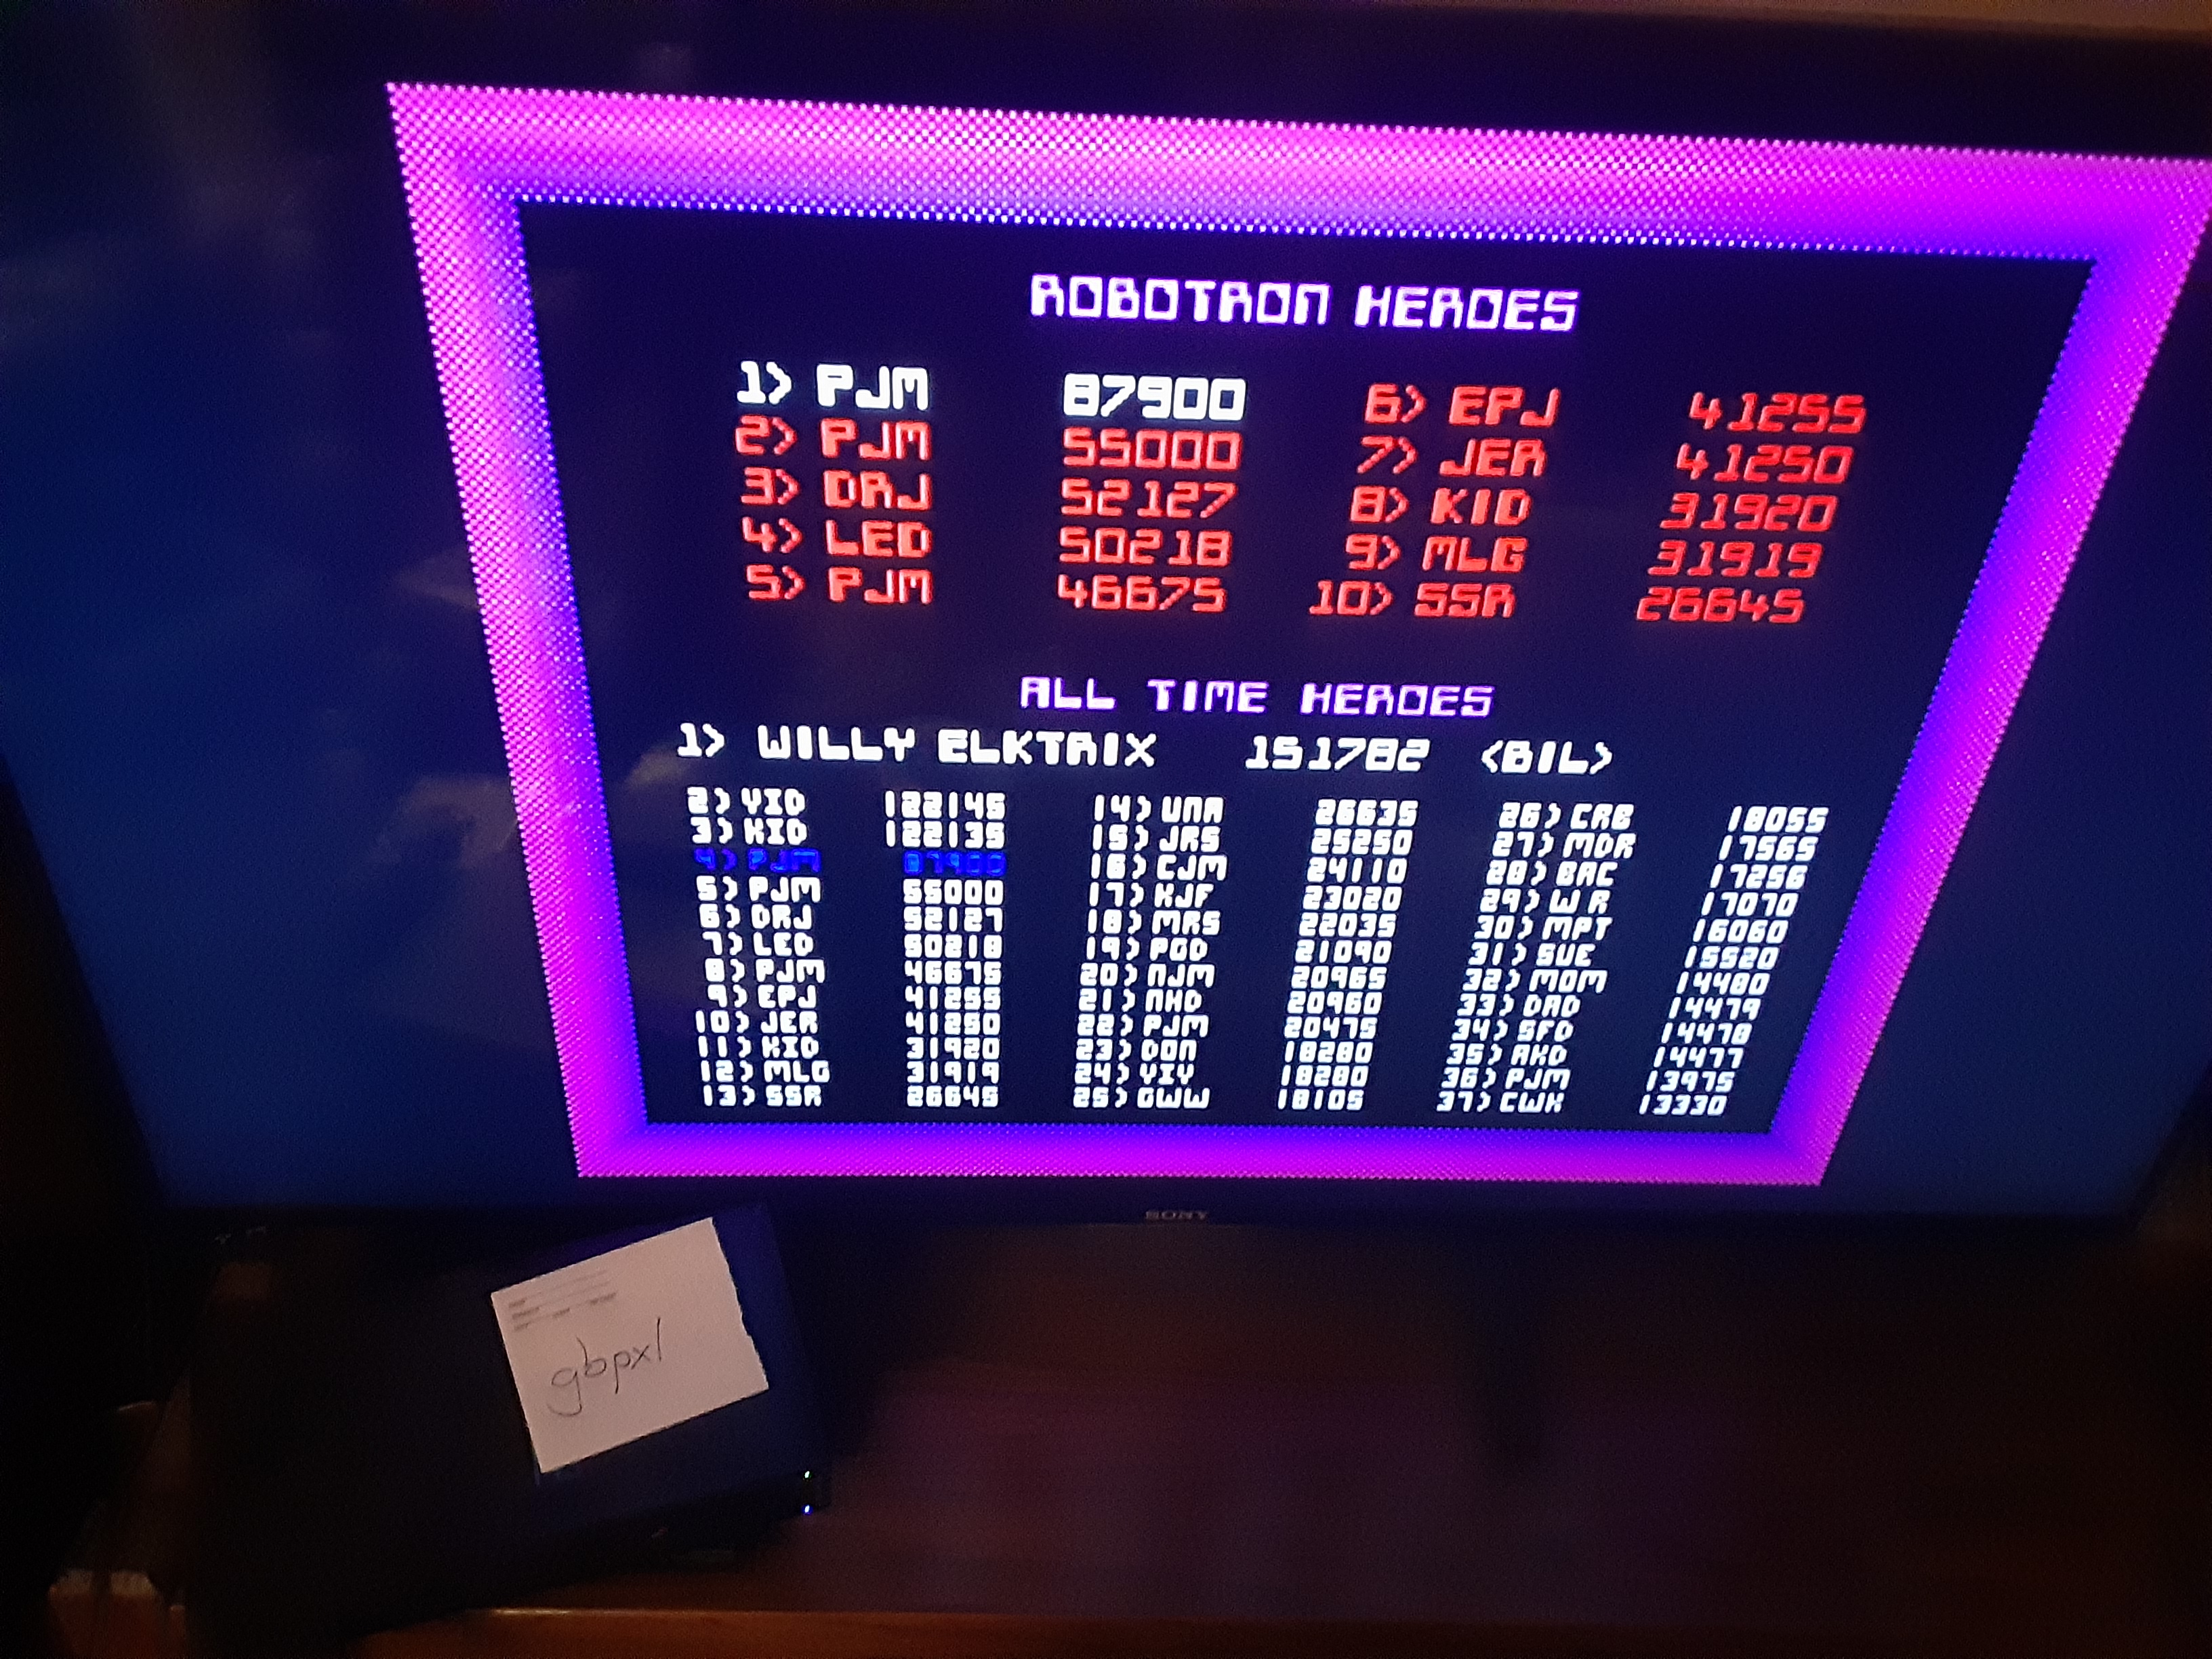 ROBOTRON HEROES
1) PJM 87900 6) EPJ 41255
2) PJM 55000 7) JER 41250
3) DRJ 52127 8) KID 31920
4) LED 50218 9) MLG 31919
5) PJM 46675 10) SSR 26645
ALL TIME HEROES
1) WILLY ELKTRIX 151782 (BIL)
2) VID 122145 14) UNA 26635 26) CRB 18055
3) KID 122135 15) JRS 25250 27) MDR 17565
4) PJM 87900 16) CJM 24110 28) BAC 17256
5) PJM 55000 17) KJF 23020 29) W R 17070
6) DRJ 52127 18) MRS 22035 30) MPT 16060
7) LED 50218 19) PGD 21090 31) SUE 15520
8) PJM 46675 20) NJM 20965 32) MOM 14480
9) EPJ 41255 21) NHD 20960 33) DAD 14479
10) JER 41250 22) PJM 20475 34) SFD 14478
11) KID 31920 23) DON 18280 35) AKD 14477
12) MLG 31919 24) VIV 18280 36) PJM 13975
13) SSR 26645 25) GWW 18105 37) CWK 13330
SONY
gbpxl